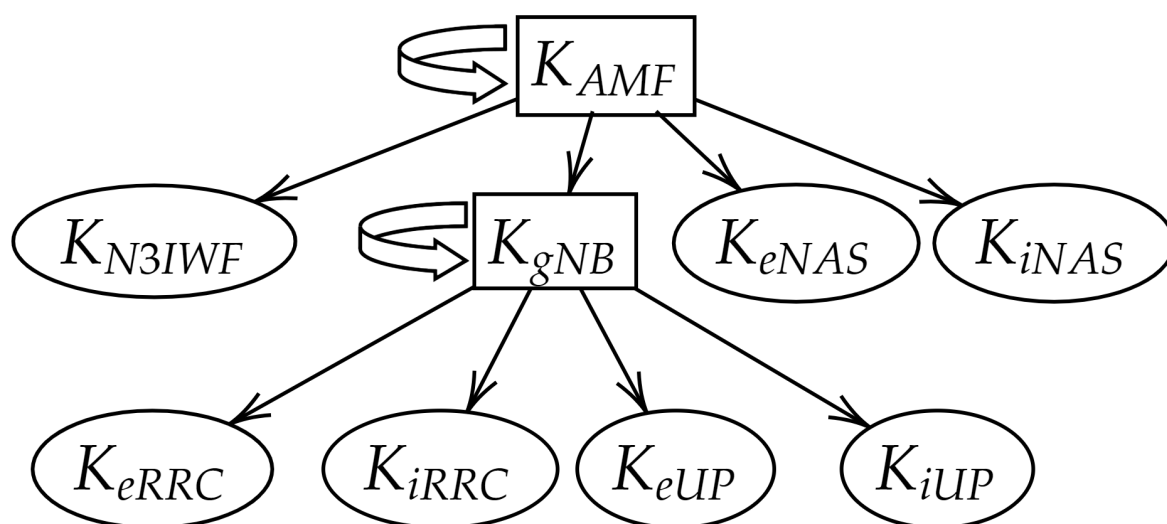 K_AMF
K_N3IWF K_gNB K_eNAS K_iNAS
K_eRRC K_iRRC K_eUP K_iUP